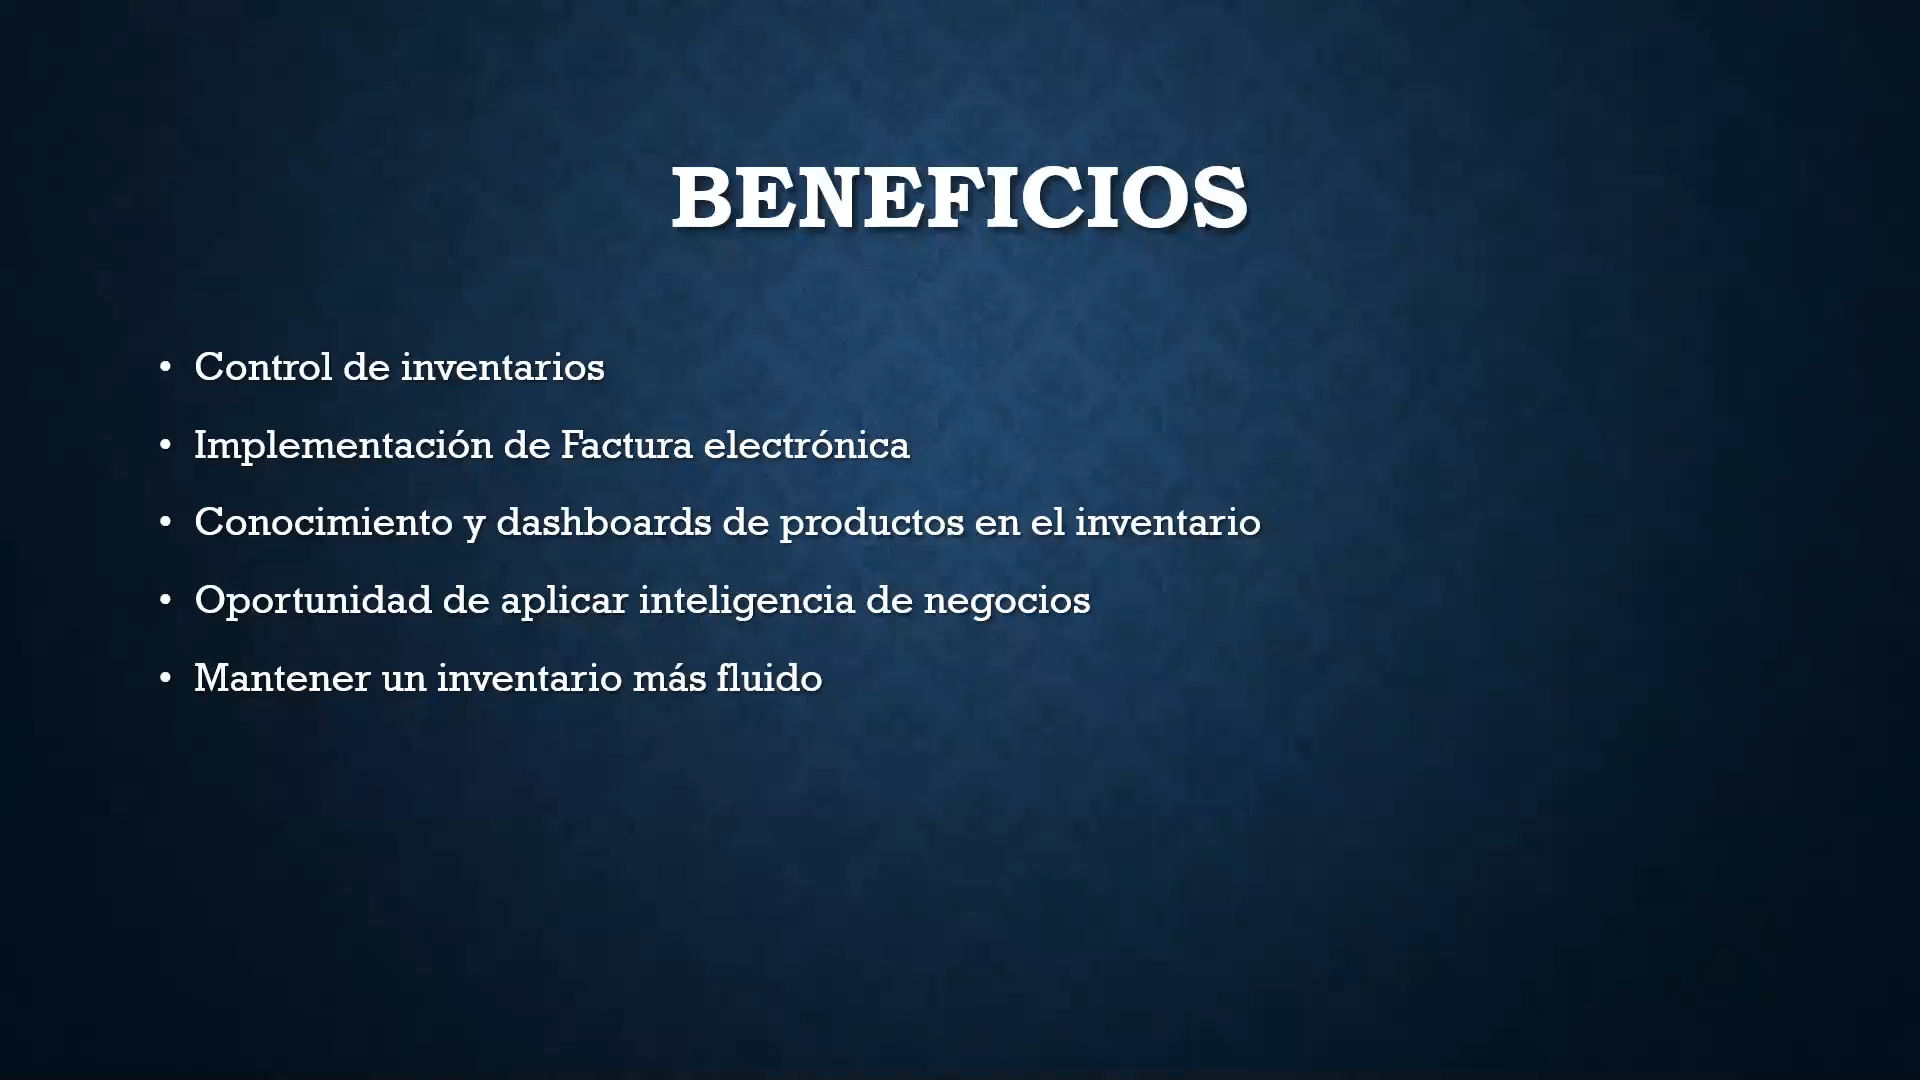 BENEFICIOS
• Control de inventarios
• Implementación de Factura electrónica
• Conocimiento y dashboards de productos en el inventario
• Oportunidad de aplicar inteligencia de negocios
• Mantener un inventario más fluido